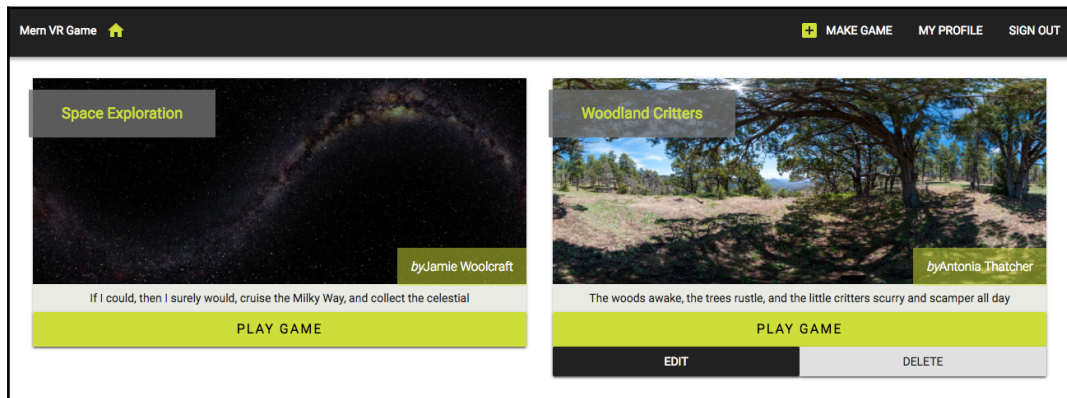 Mern VR Game
MAKE GAME MY PROFILE SIGN OUT
Space Exploration
byJamie Woolcraft
If I could, then I surely would, cruise the Milky Way, and collect the celestial
PLAY GAME
Woodland Critters
byAntonia Thatcher
The woods awake, the trees rustle, and the little critters scurry and scamper all day
PLAY GAME
EDIT DELETE